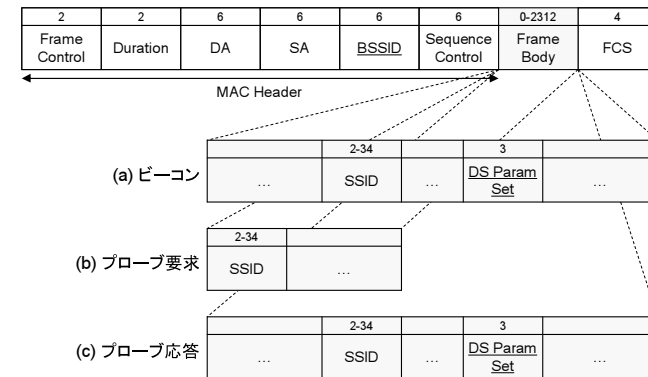 2 2 6 6 6 6 0-2312 4
Frame Control Duration DA SA BSSID Sequence Control Frame Body FCS
MAC Header
2-34 3
(a) ビーコン ... SSID ... DS Param Set ...
2-34
(b) プローブ要求 SSID ...
2-34 3
(c) プローブ応答 ... SSID ... DS Param Set ...